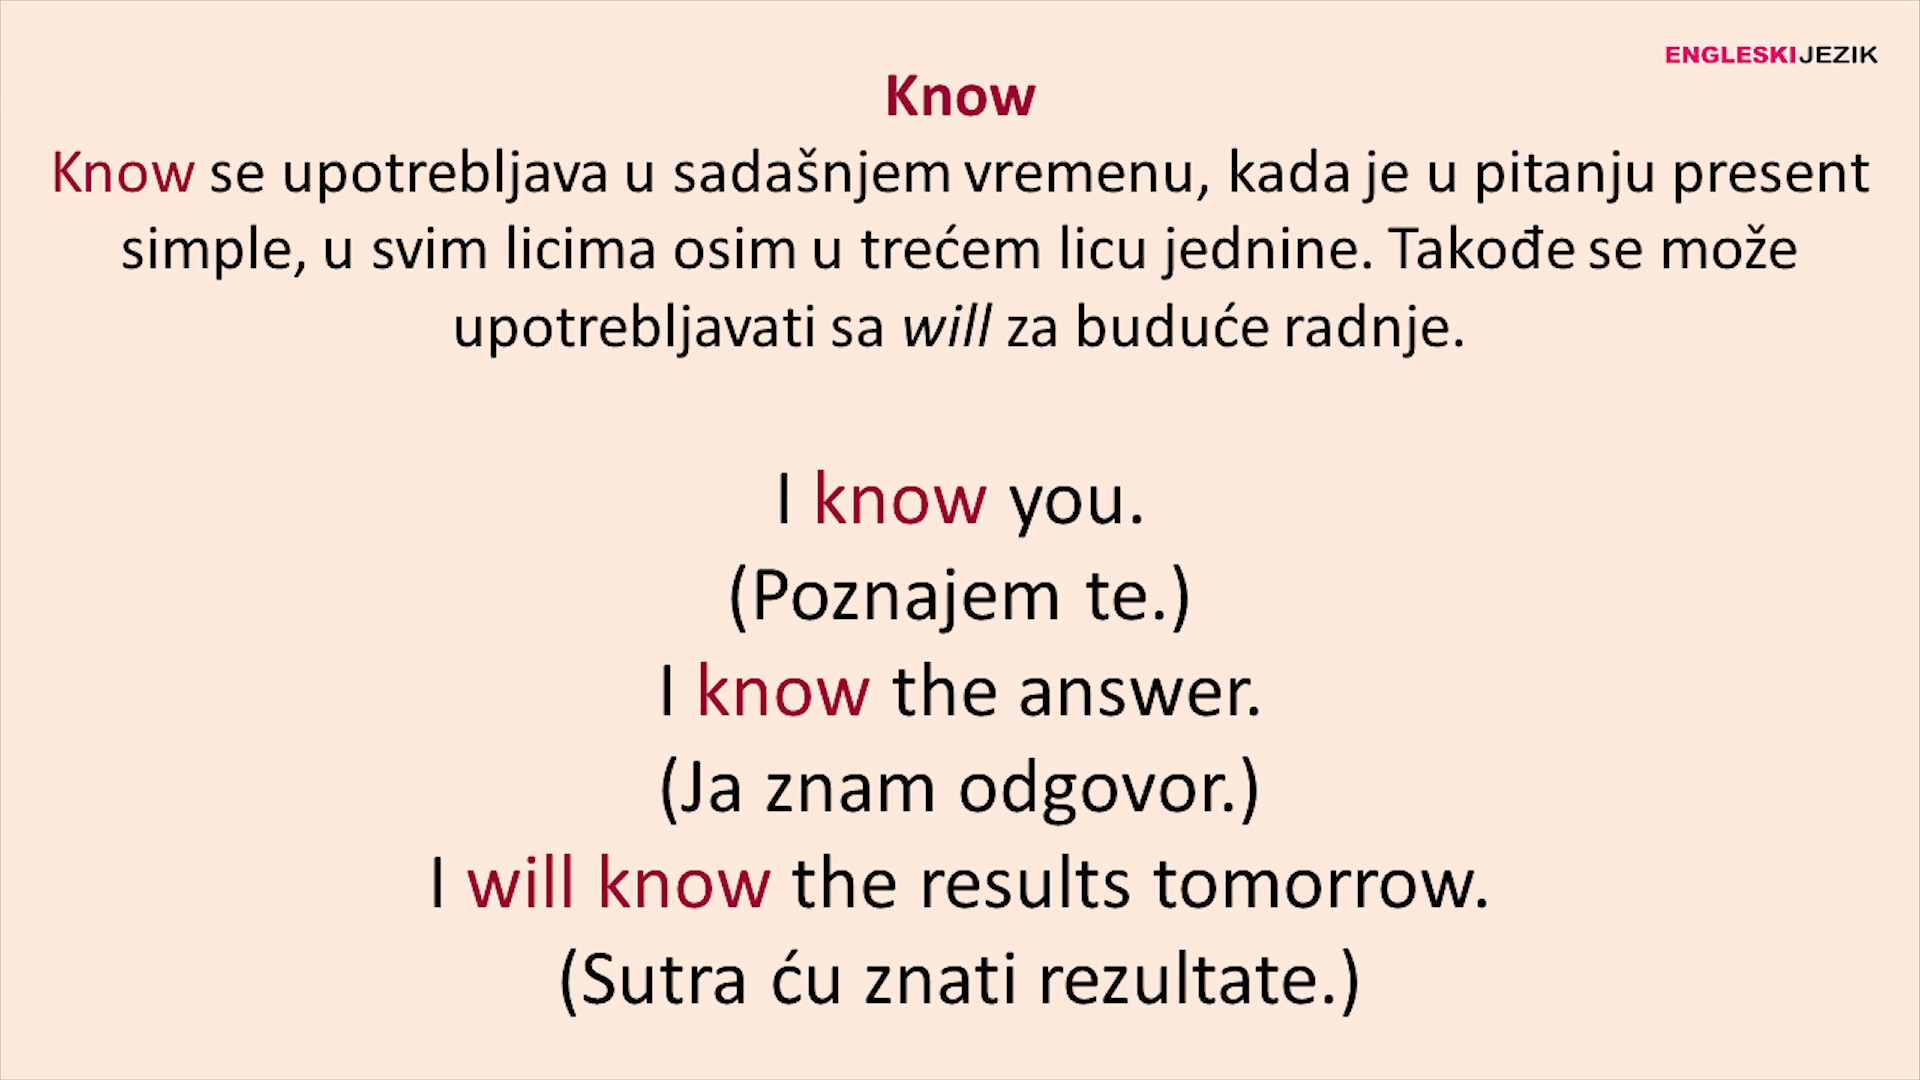 ENGLESKIJEZIK
Know
Know se upotrebljava u sadašnjem vremenu, kada je u pitanju present
simple, u svim licima osim u trećem licu jednine. Takođe se može
upotrebljavati sa will za buduće radnje.
I know you.
(Poznajem te.)
I know the answer.
(Ja znam odgovor.)
I will know the results tomorrow.
(Sutra ću znati rezultate.)